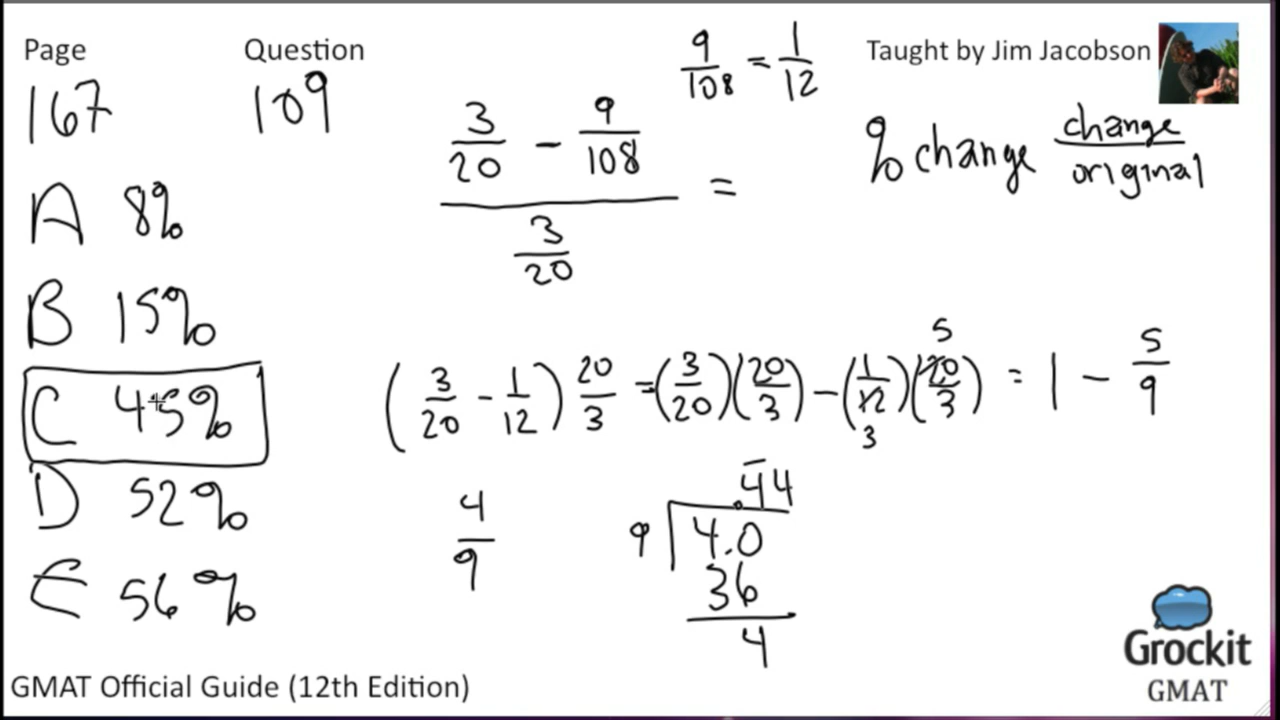 Page Question
167 109
Taught by Jim Jacobson
9/108 = 1/12
% change change/original
(3/20 - 9/108)/(3/20) =
A 8%
B 15%
C 45%
D 52%
E 56%
(3/20 - 1/12) 20/3 = (3/20)(20/3) - (1/12)(20/3) = 1 - 5/9
5
3
4/9
.44
9 4.0
36
4
GMAT Official Guide (12th Edition)
Grockit
GMAT